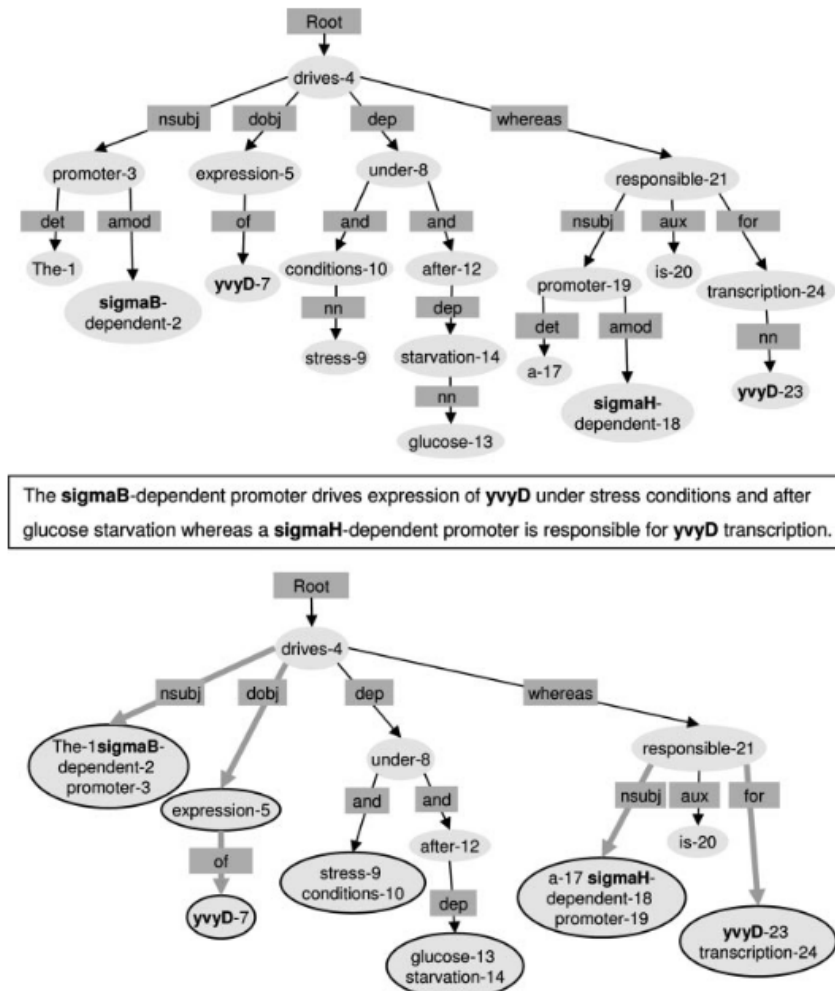 Root
drives-4
nsubj dobj dep whereas
promoter-3 expression-5 under-8 responsible-21
det amod of and and nsubj aux for
The-1 yvyD-7 conditions-10 after-12 promoter-19 is-20 transcription-24
sigmaB-
dependent-2
nn dep det amod nn
stress-9 starvation-14 a-17 yvyD-23
sigmaH-
dependent-18
nn
glucose-13
The sigmaB-dependent promoter drives expression of yvyD under stress conditions and after
glucose starvation whereas a sigmaH-dependent promoter is responsible for yvyD transcription.
Root
drives-4
nsubj dobj dep whereas
The-1sigmaB-
dependent-2
promoter-3
expression-5 under-8 responsible-21
of and and nsubj aux for
yvyD-7
stress-9
conditions-10
after-12
dep
glucose-13
starvation-14
a-17 sigmaH-
dependent-18
promoter-19
is-20
yvyD-23
transcription-24